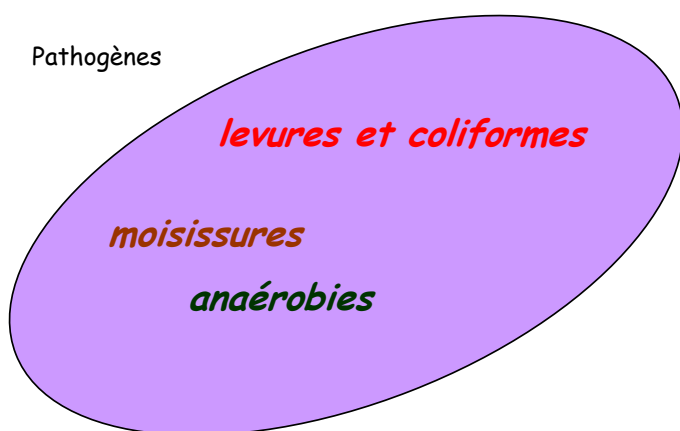 Pathogènes
levures et coliformes
moisissures
anaérobies